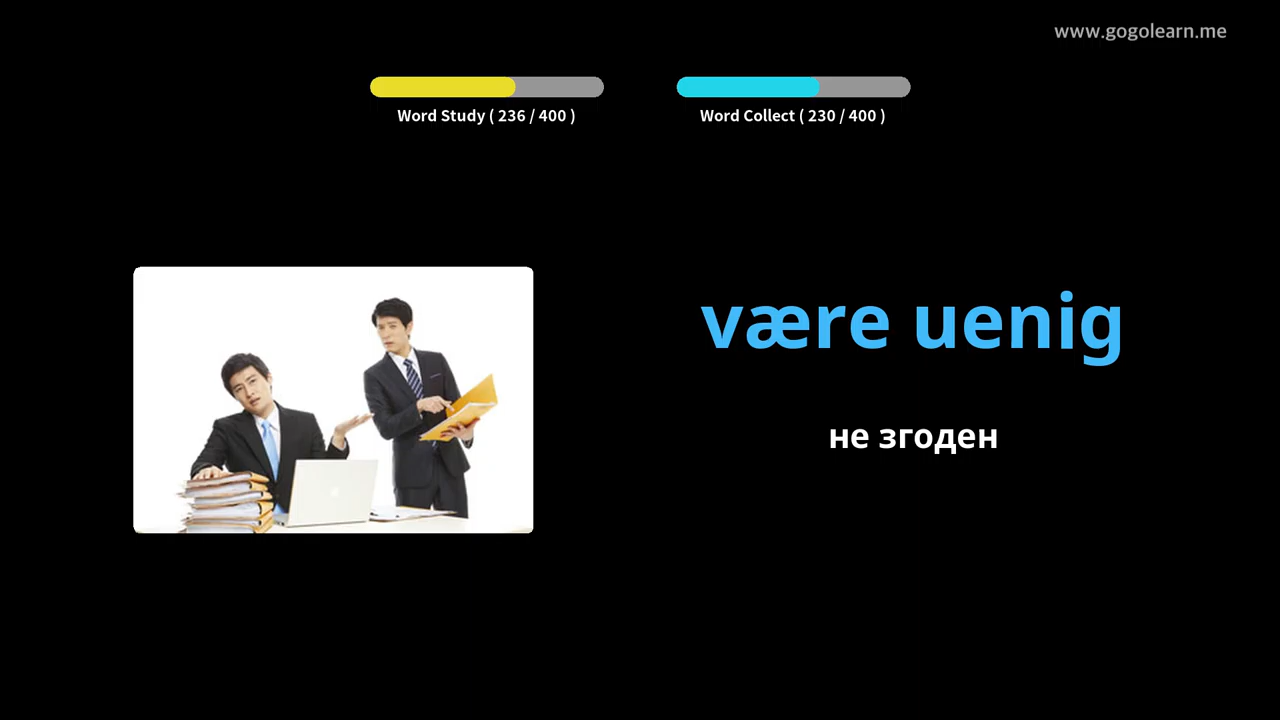 www.gogolearn.me
Word Study ( 236 / 400 )
Word Collect ( 230 / 400 )
være uenig
не згоден